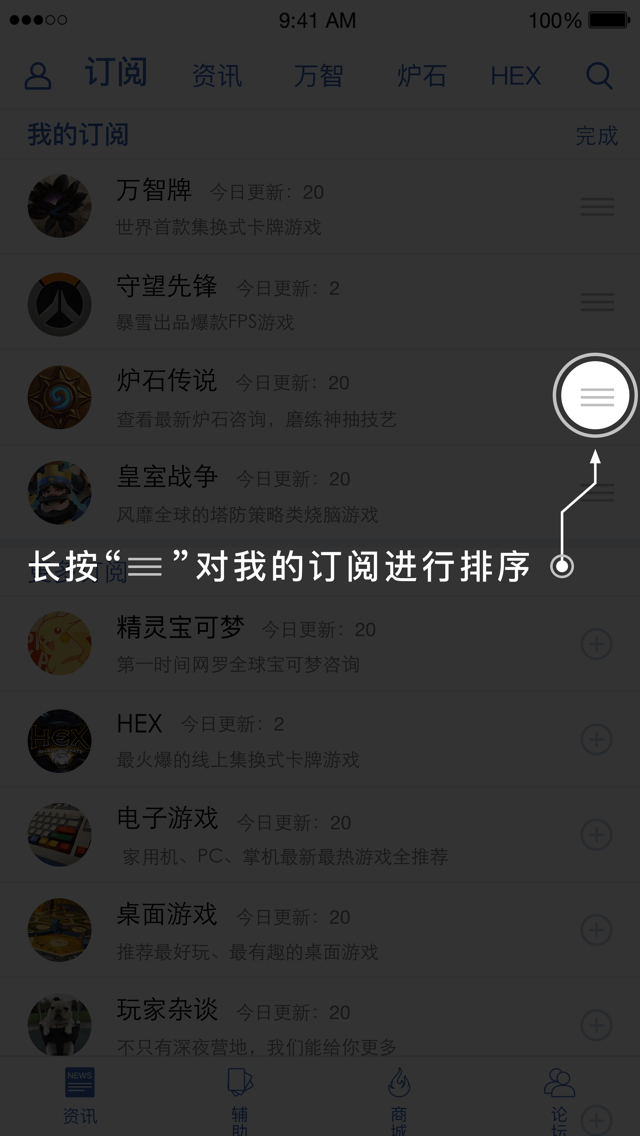 9:41 AM 100%
订阅 资讯 万智 炉石 HEX
我的订阅 完成
万智牌 今日更新：20
世界首款集换式卡牌游戏
守望先锋 今日更新：2
暴雪出品爆款FPS游戏
炉石传说 今日更新：20
查看最新炉石咨询，磨练神抽技艺
皇室战争 今日更新：20
风靡全球的塔防策略类烧脑游戏
长按“ ”对我的订阅进行排序
精灵宝可梦 今日更新：20
第一时间网罗全球宝可梦咨询
HEX 今日更新：2
最火爆的线上集换式卡牌游戏
电子游戏 今日更新：20
家用机、PC、掌机最新最热游戏全推荐
桌面游戏 今日更新：20
推荐最好玩、最有趣的桌面游戏
玩家杂谈 今日更新：20
不只有深夜营地，我们能给你更多
NEWS
资讯 辅助 商城 论坛